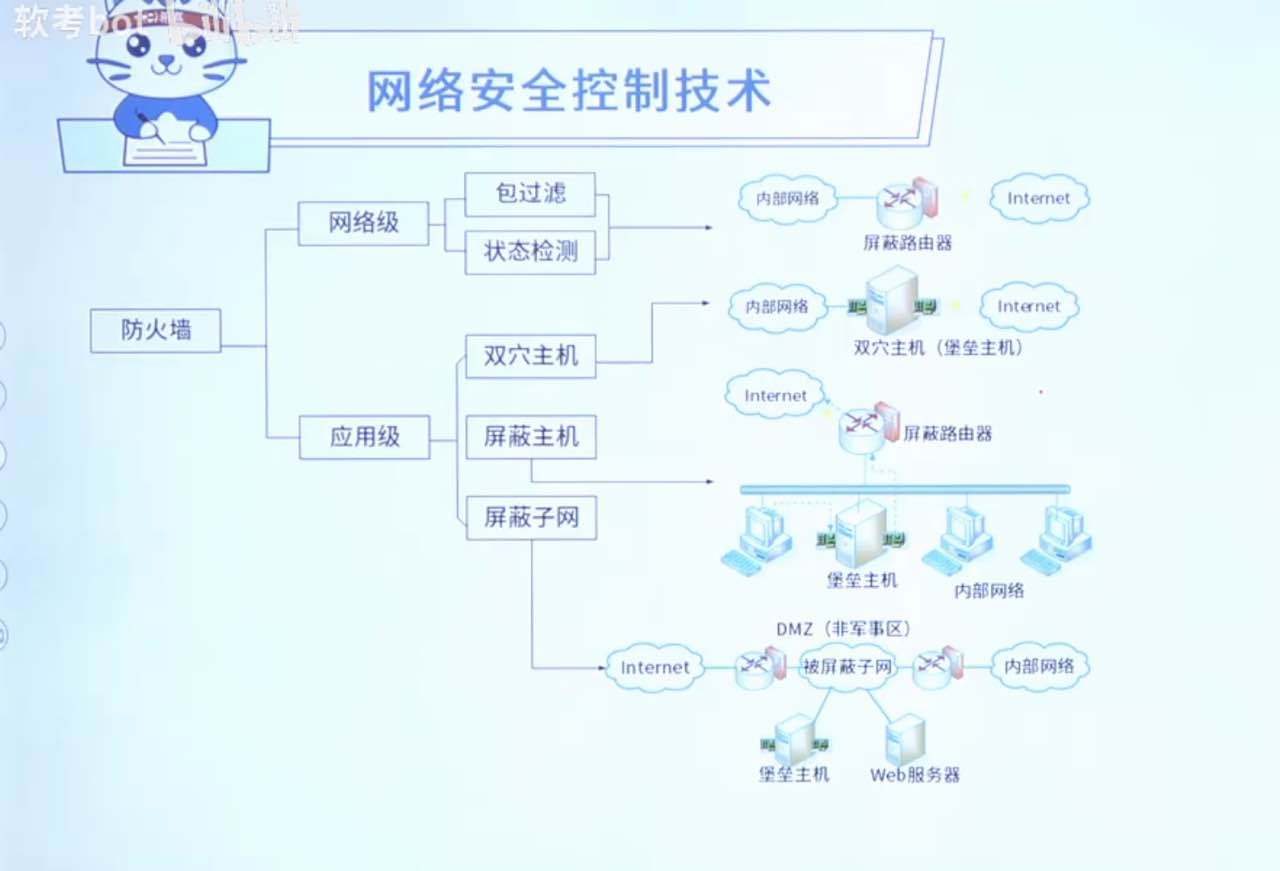 软考bot
网络安全控制技术
防火墙
网络级
包过滤
状态检测
应用级
双穴主机
屏蔽主机
屏蔽子网
内部网络
Internet
屏蔽路由器
内部网络
Internet
双穴主机（堡垒主机）
Internet
屏蔽路由器
堡垒主机
内部网络
DMZ（非军事区）
Internet
被屏蔽子网
内部网络
堡垒主机
Web服务器